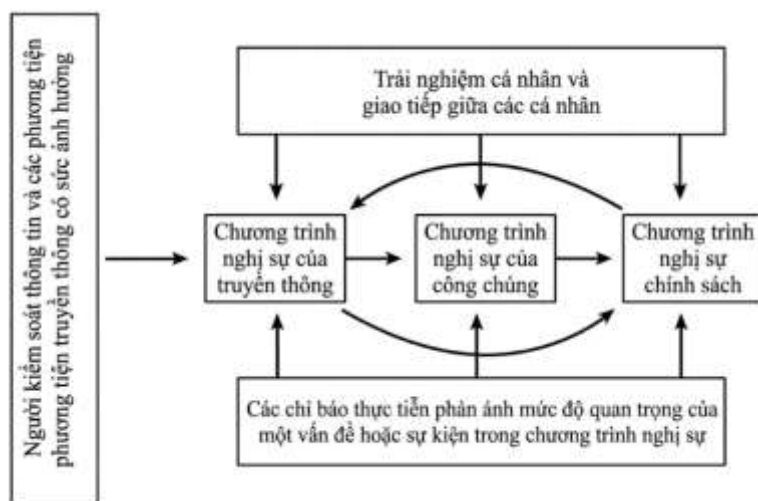 Người kiểm soát thông tin và các phương tiện
phương tiện truyền thông có sức ảnh hưởng
Trải nghiệm cá nhân và
giao tiếp giữa các cá nhân
Chương trình
nghị sự của
truyền thông
Chương trình
nghị sự của
công chúng
Chương trình
nghị sự
chính sách
Các chỉ báo thực tiễn phản ánh mức độ quan trọng của
một vấn đề hoặc sự kiện trong chương trình nghị sự